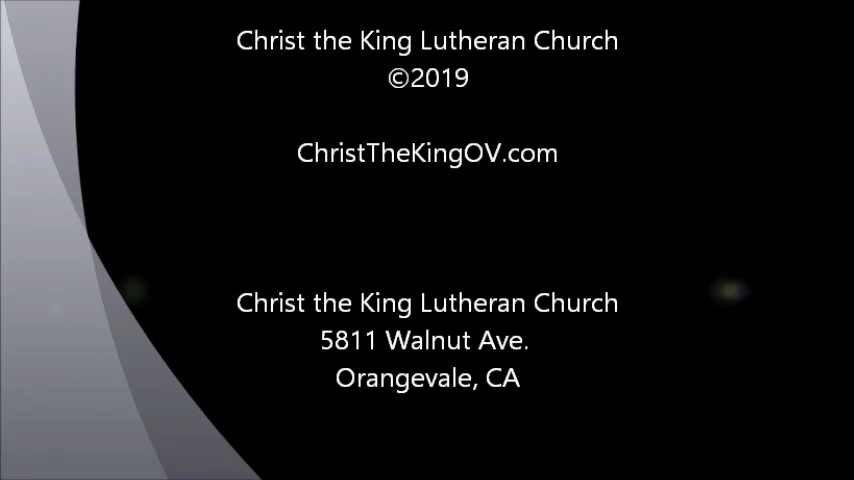 Christ the King Lutheran Church
©2019
ChristTheKingOV.com
Christ the King Lutheran Church
5811 Walnut Ave.
Orangevale, CA